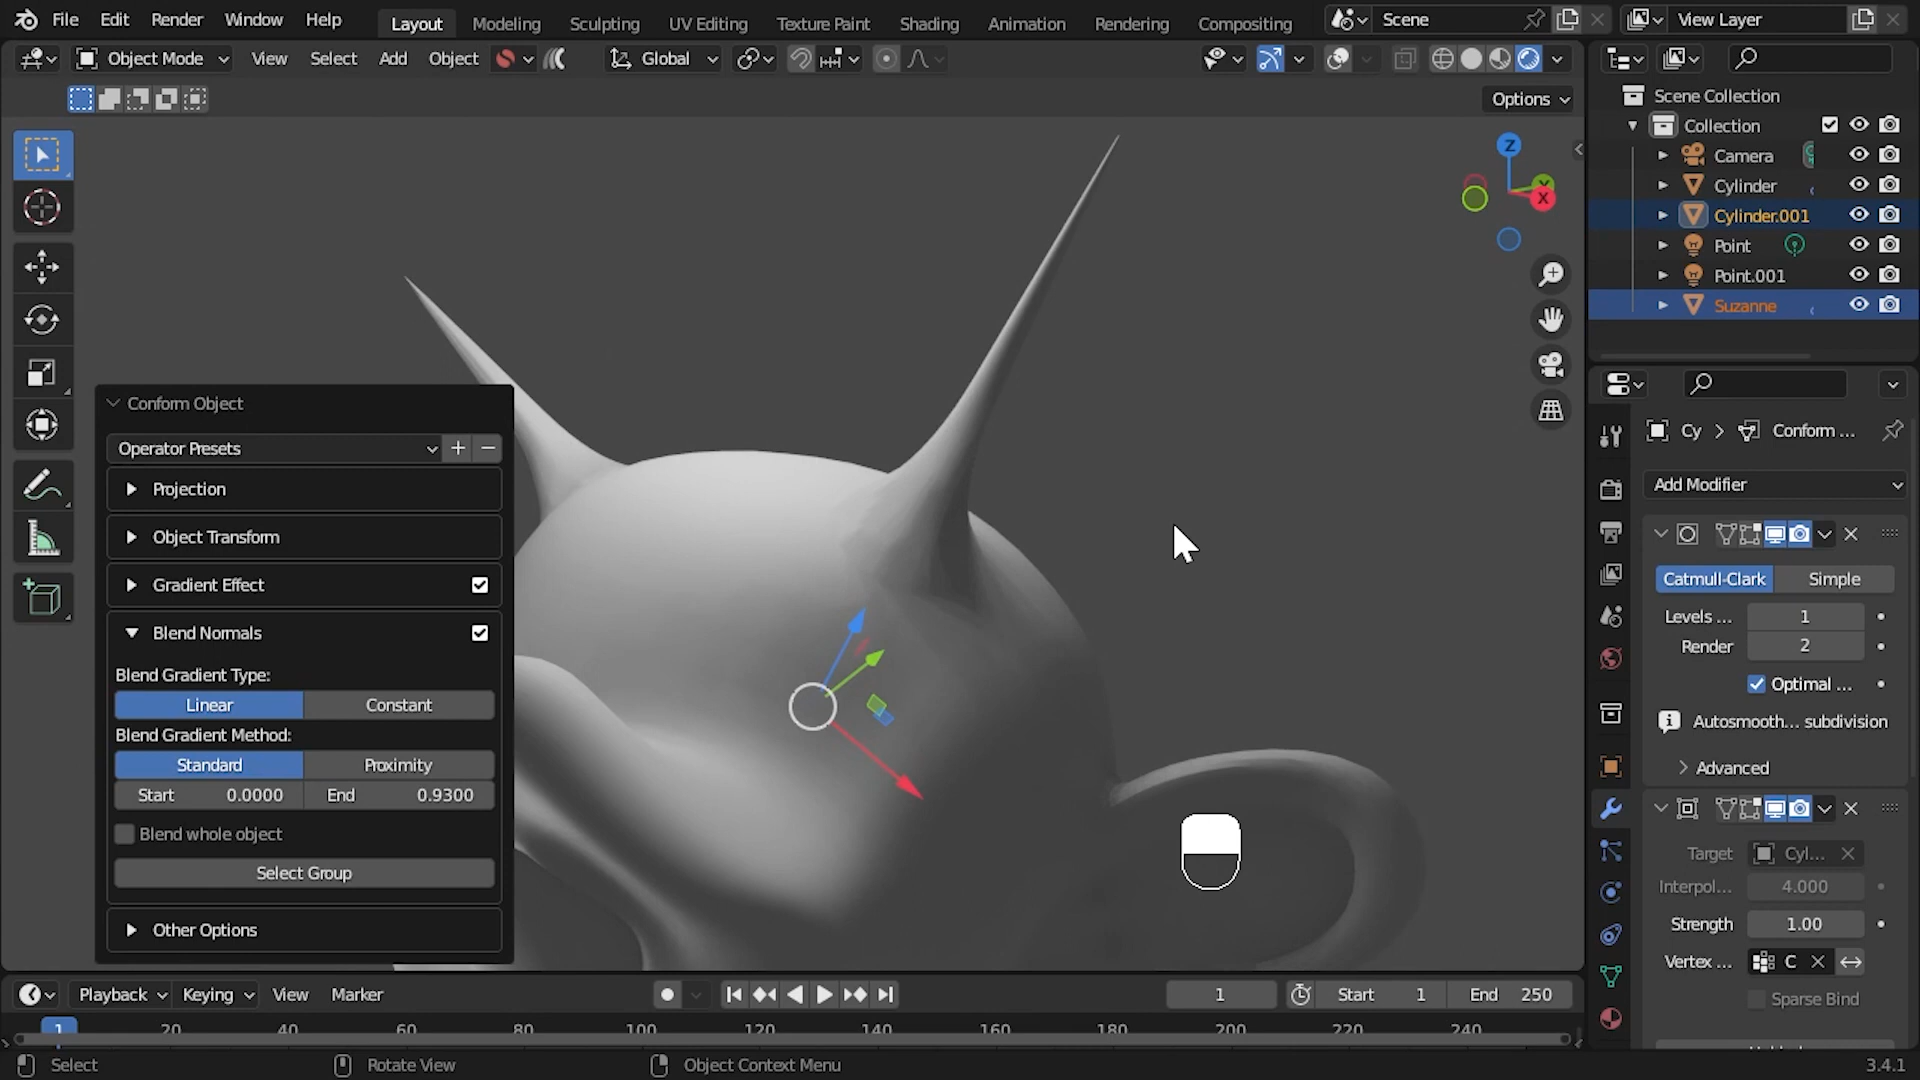 File Edit Render Window Help Layout Modeling Sculpting UV Editing Texture Paint Shading Animation Rendering Compositing Scene View Layer
Object Mode View Select Add Object Global
Options
Scene Collection
Collection
Camera
Cylinder
Cylinder.001
Point
Point.001
Suzanne
Z
Y
X
Conform Object
Operator Presets
Projection
Object Transform
Gradient Effect
Blend Normals
Blend Gradient Type:
Linear Constant
Blend Gradient Method:
Standard Proximity
Start 0.0000 End 0.9300
Blend whole object
Select Group
Other Options
Cy Conform ...
Add Modifier
Catmull-Clark Simple
Levels ... 1
Render 2
Optimal ...
Autosmooth... subdivision
Advanced
Target Cyl...
Interpol... 4.000
Strength 1.00
Vertex ... C
Sparse Bind
Playback Keying View Marker 1 Start 1 End 250
1 20 40 60 80 100 120 140 160 180 200 220 240
Select Rotate View Object Context Menu 3.4.1